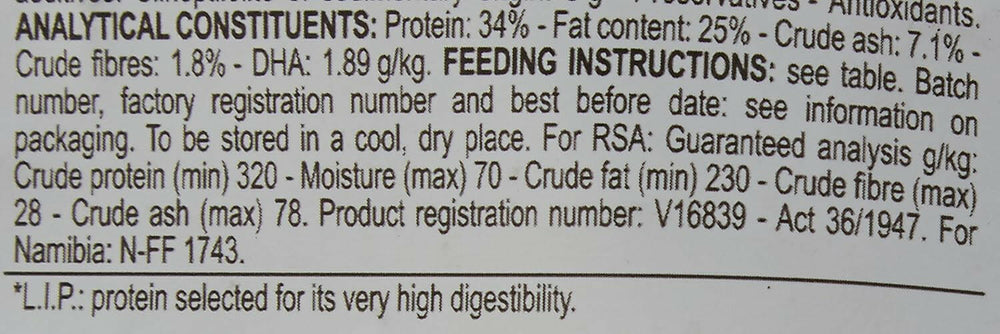 Antioxidants.
ANALYTICAL CONSTITUENTS: Protein: 34% - Fat content: 25% - Crude ash: 7.1% -
Crude fibres: 1.8% - DHA: 1.89 g/kg. FEEDING INSTRUCTIONS: see table. Batch
number, factory registration number and best before date: see information on
packaging. To be stored in a cool, dry place. For RSA: Guaranteed analysis g/kg:
Crude protein (min) 320 - Moisture (max) 70 - Crude fat (min) 230 - Crude fibre (max)
28 - Crude ash (max) 78. Product registration number: V16839 - Act 36/1947. For
Namibia: N-FF 1743.
*L.I.P.: protein selected for its very high digestibility.